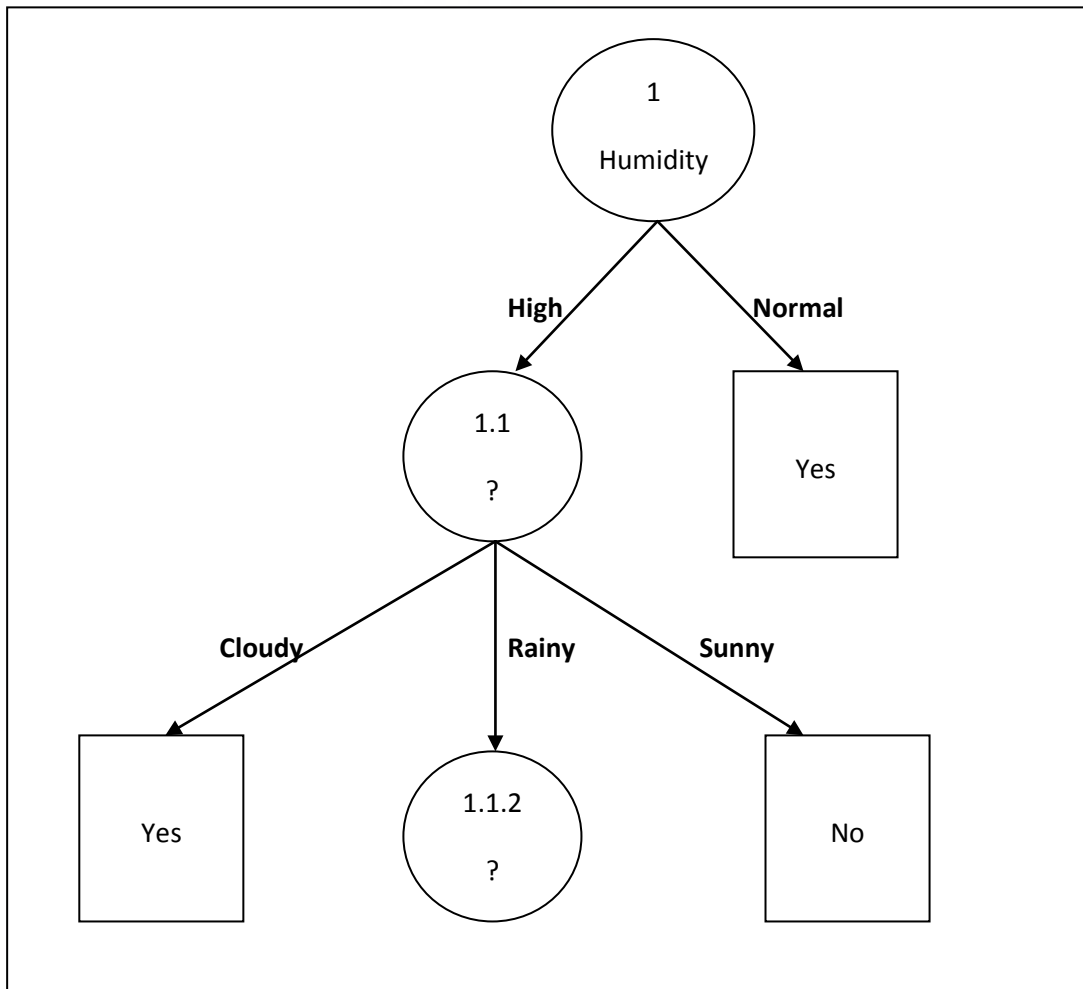 1
Humidity
High
Normal
1.1
?
Yes
Cloudy
Rainy
Sunny
Yes
1.1.2
?
No